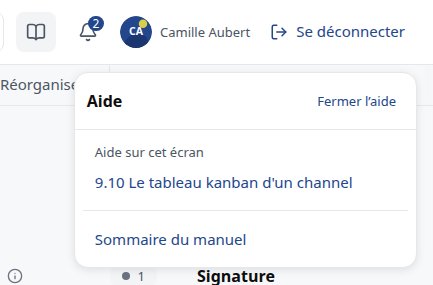 2
CA
Camille Aubert
Se déconnecter
Réorganise
Aide
Fermer l’aide
Aide sur cet écran
9.10 Le tableau kanban d'un channel
Sommaire du manuel
1
Signature